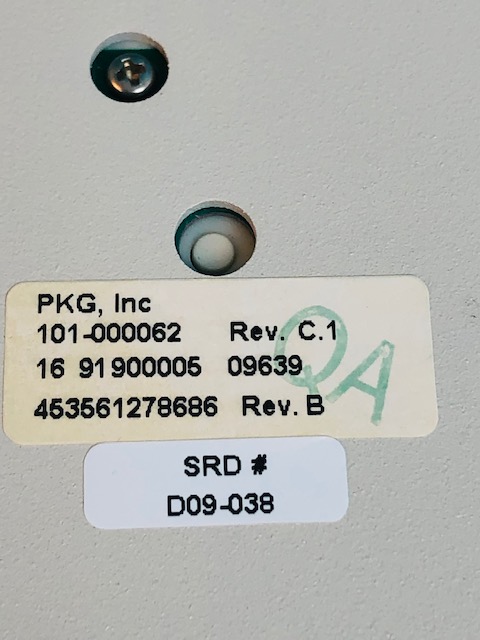 PKG, Inc
101-000062 Rev. C.1
16 91900005 09639
453561278686 Rev. B
QA
SRD #
D09-038